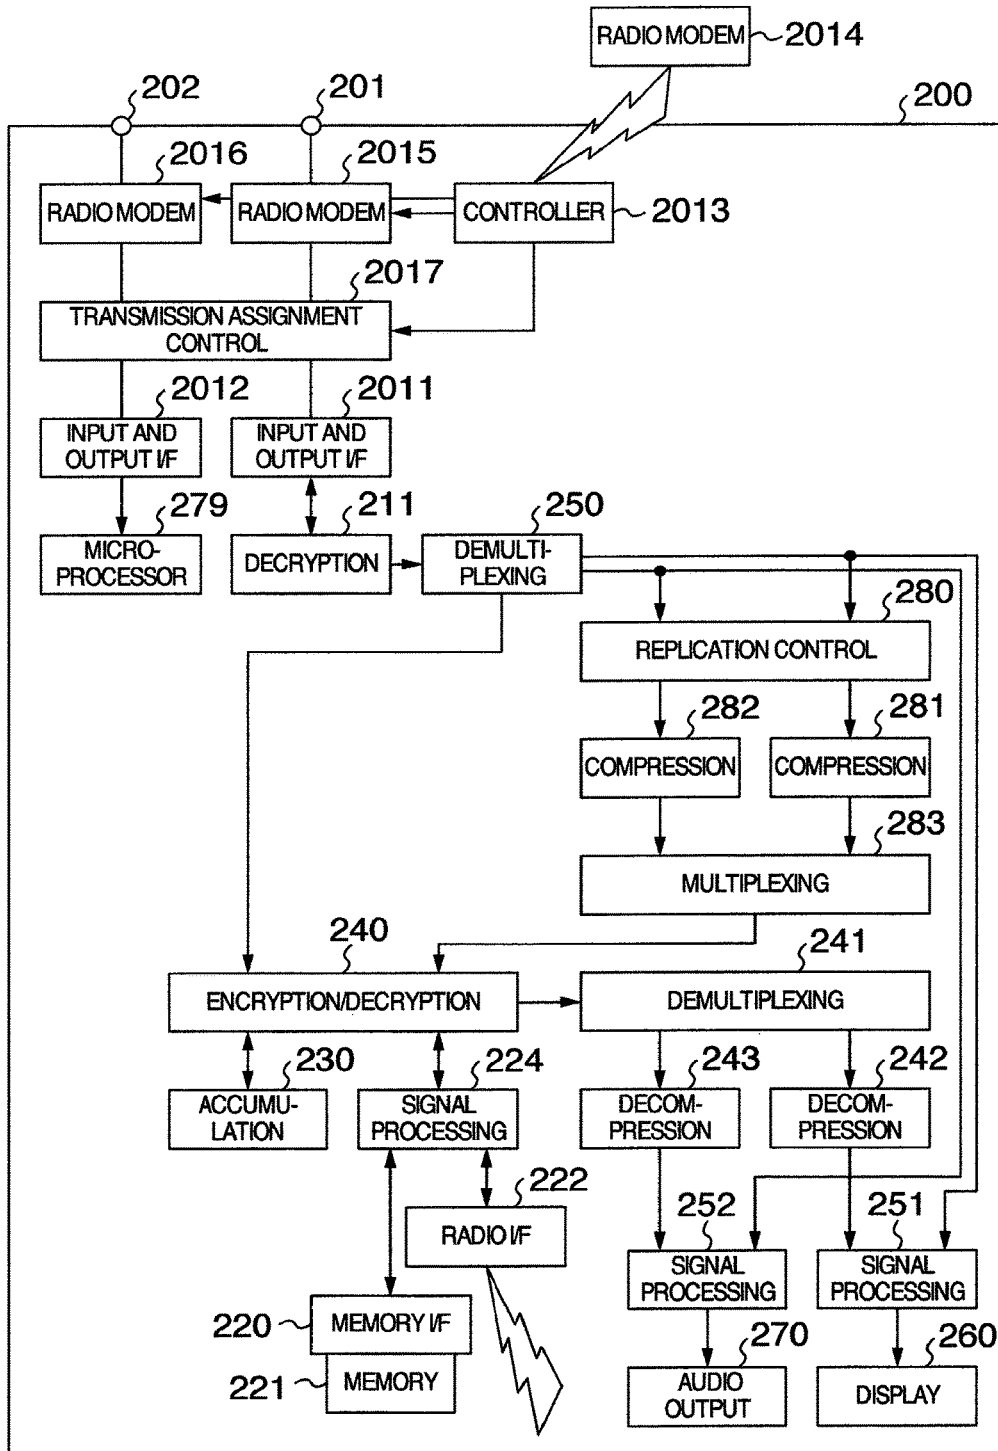 RADIO MODEM
2014
202
201
200
2016
2015
RADIO MODEM
RADIO MODEM
CONTROLLER
2013
2017
TRANSMISSION ASSIGNMENT
CONTROL
2012
2011
INPUT AND
OUTPUT I/F
INPUT AND
OUTPUT I/F
279
211
250
MICRO-
PROCESSOR
DECRYPTION
DEMULTI-
PLEXING
280
REPLICATION CONTROL
282
281
COMPRESSION
COMPRESSION
283
MULTIPLEXING
240
241
ENCRYPTION/DECRYPTION
DEMULTIPLEXING
230
224
243
242
ACCUMU-
LATION
SIGNAL
PROCESSING
DECOM-
PRESSION
DECOM-
PRESSION
222
252
251
RADIO I/F
SIGNAL
PROCESSING
SIGNAL
PROCESSING
220
MEMORY I/F
270
260
221
MEMORY
AUDIO
OUTPUT
DISPLAY